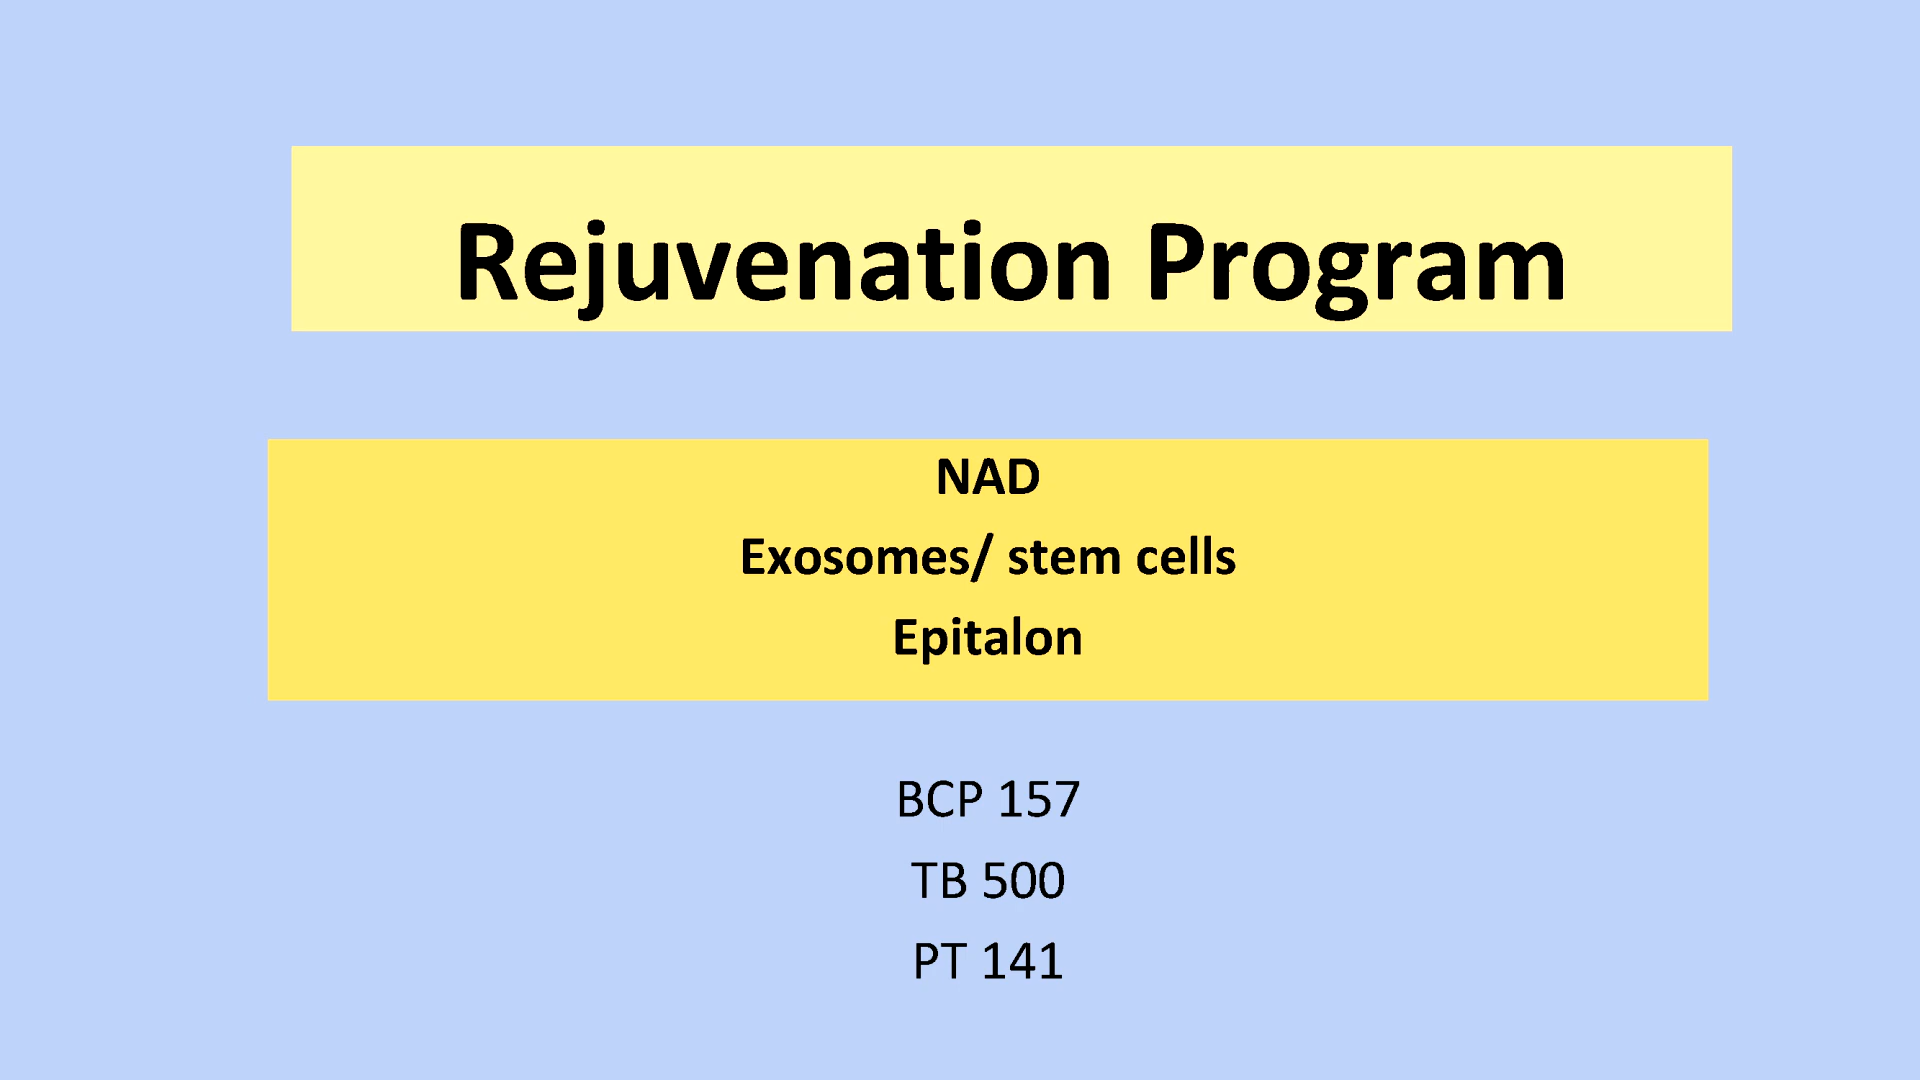 Rejuvenation Program
NAD
Exosomes/ stem cells
Epitalon
BCP 157
TB 500
PT 141